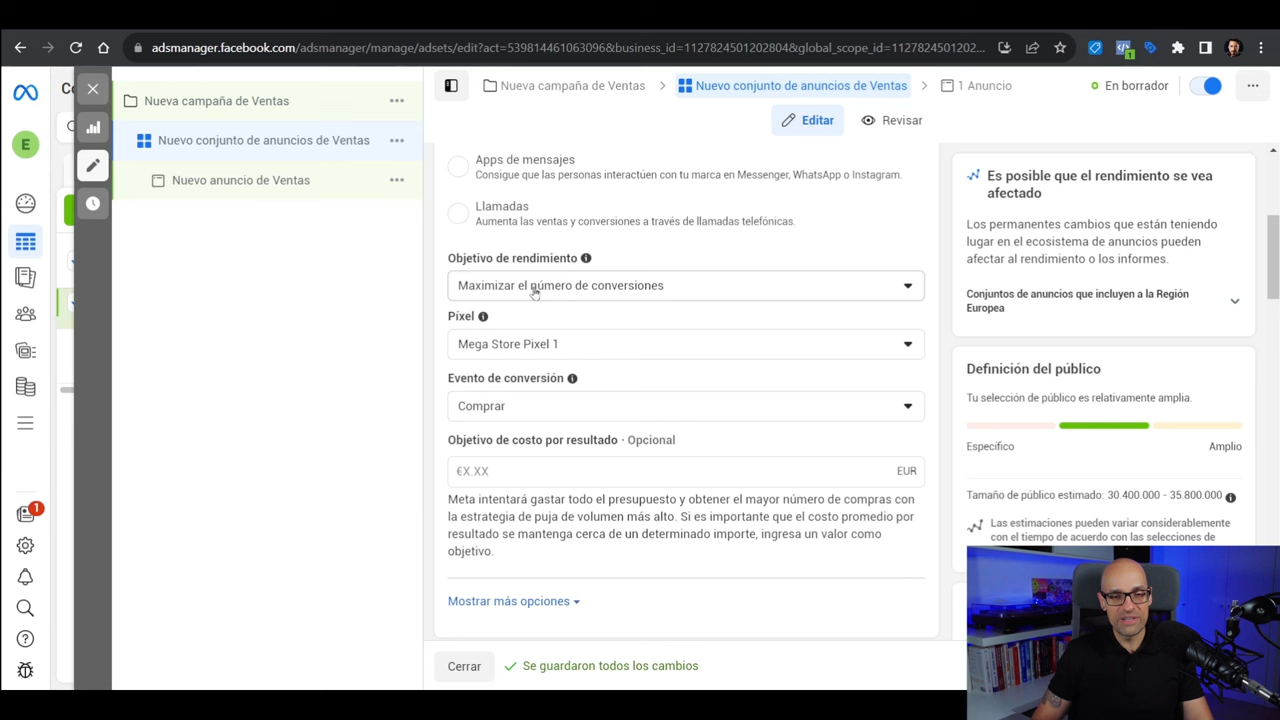 adsmanager.facebook.com/adsmanager/manage/adsets/edit?act=539814461063096&business_id=112782451202804&global_scope_id=1127824501202...
Nueva campaña de Ventas
Nuevo conjunto de anuncios de Ventas
Nuevo anuncio de Ventas
E
1
Nueva campaña de Ventas
Nuevo conjunto de anuncios de Ventas
1 Anuncio
En borrador
Editar
Revisar
Apps de mensajes
Consigue que las personas interactúen con tu marca en Messenger, WhatsApp o Instagram.
Llamadas
Aumenta las ventas y conversiones a través de llamadas telefónicas.
Objetivo de rendimiento
Maximizar el número de conversiones
Píxel
Mega Store Pixel 1
Evento de conversión
Comprar
Objetivo de costo por resultado · Opcional
€X.XX
EUR
Meta intentará gastar todo el presupuesto y obtener el mayor número de compras con
la estrategia de puja de volumen más alto. Si es importante que el costo promedio por
resultado se mantenga cerca de un determinado importe, ingresa un valor como
objetivo.
Mostrar más opciones
Cerrar
Se guardaron todos los cambios
Es posible que el rendimiento se vea
afectado
Los permanentes cambios que están teniendo
lugar en el ecosistema de anuncios pueden
afectar al rendimiento o los informes.
Conjuntos de anuncios que incluyen a la Región
Europea
Definición del público
Tu selección de público es relativamente amplia.
Específico
Amplio
Tamaño de público estimado: 30.400.000 - 35.800.000
Las estimaciones pueden variar considerablemente
con el tiempo de acuerdo con las selecciones de